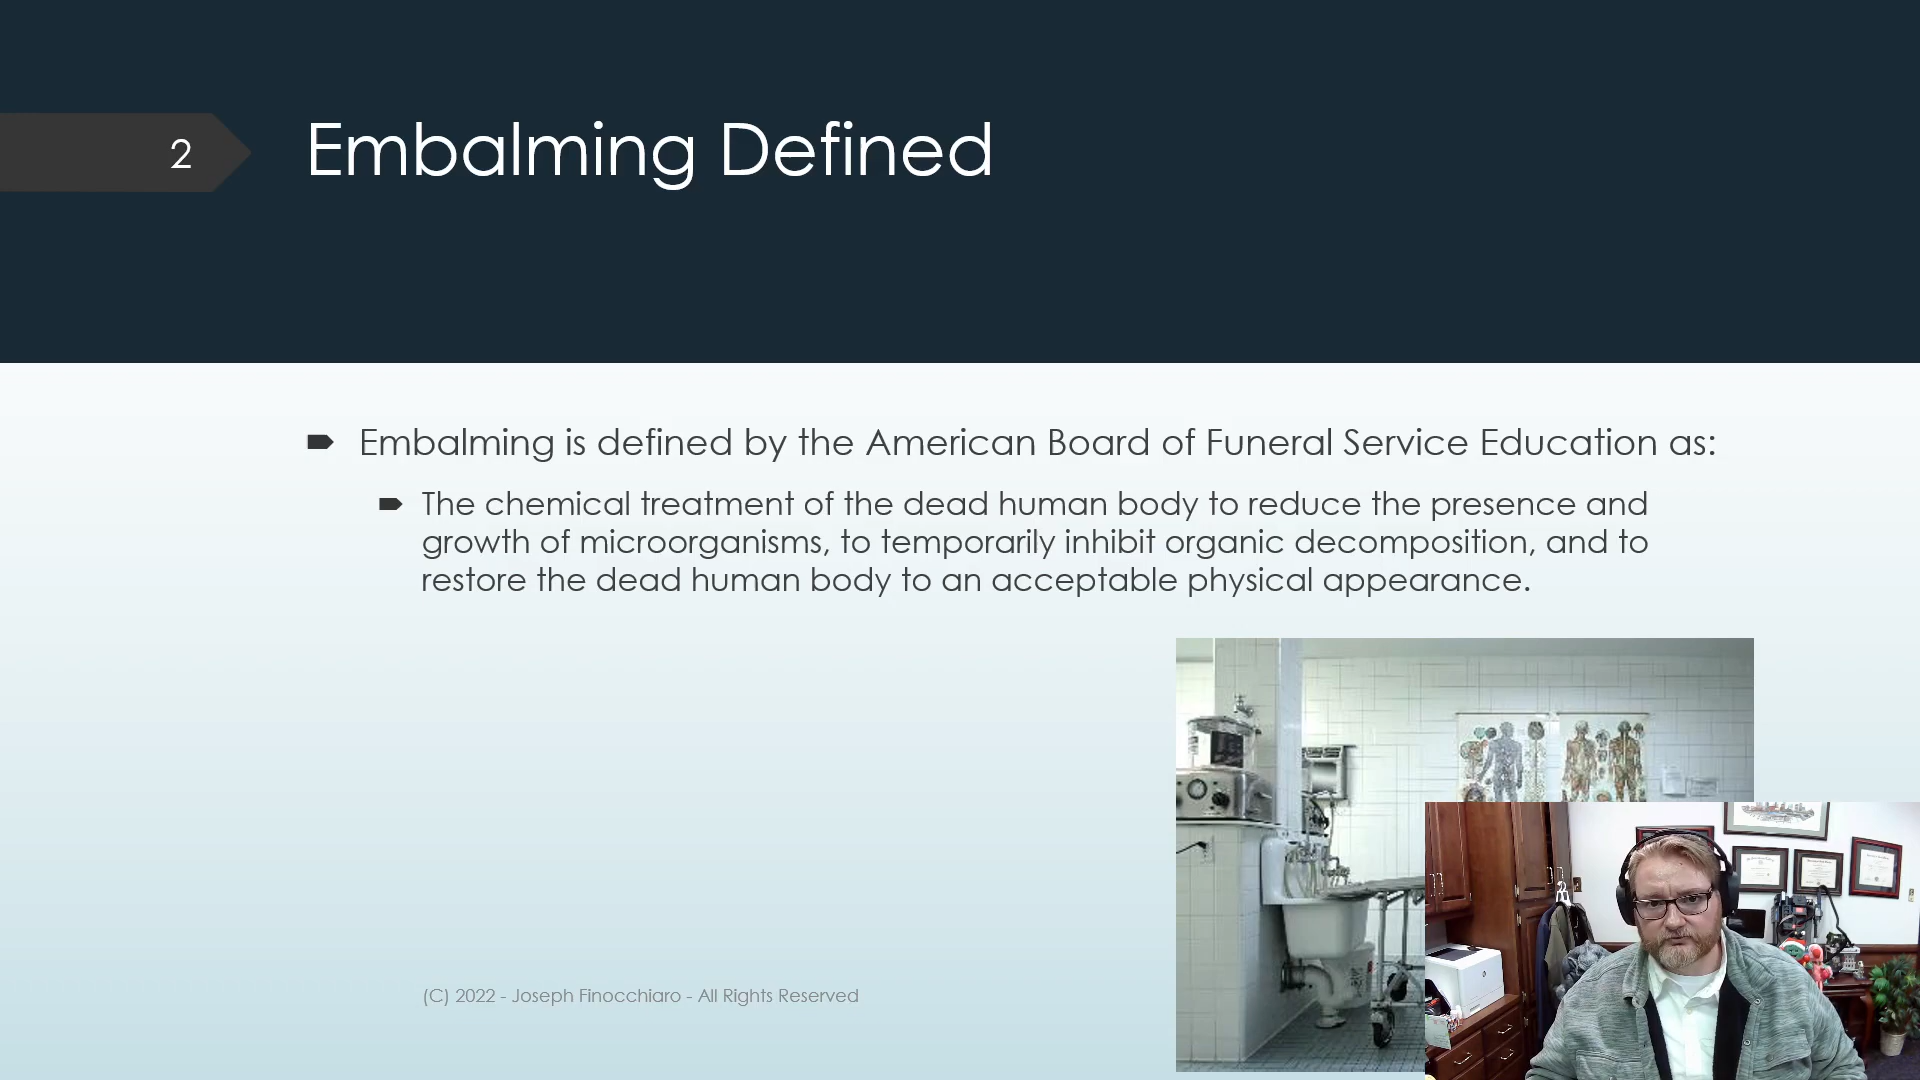 2
Embalming Defined
Embalming is defined by the American Board of Funeral Service Education as:
The chemical treatment of the dead human body to reduce the presence and
growth of microorganisms, to temporarily inhibit organic decomposition, and to
restore the dead human body to an acceptable physical appearance.
(C) 2022 - Joseph Finocchiaro - All Rights Reserved